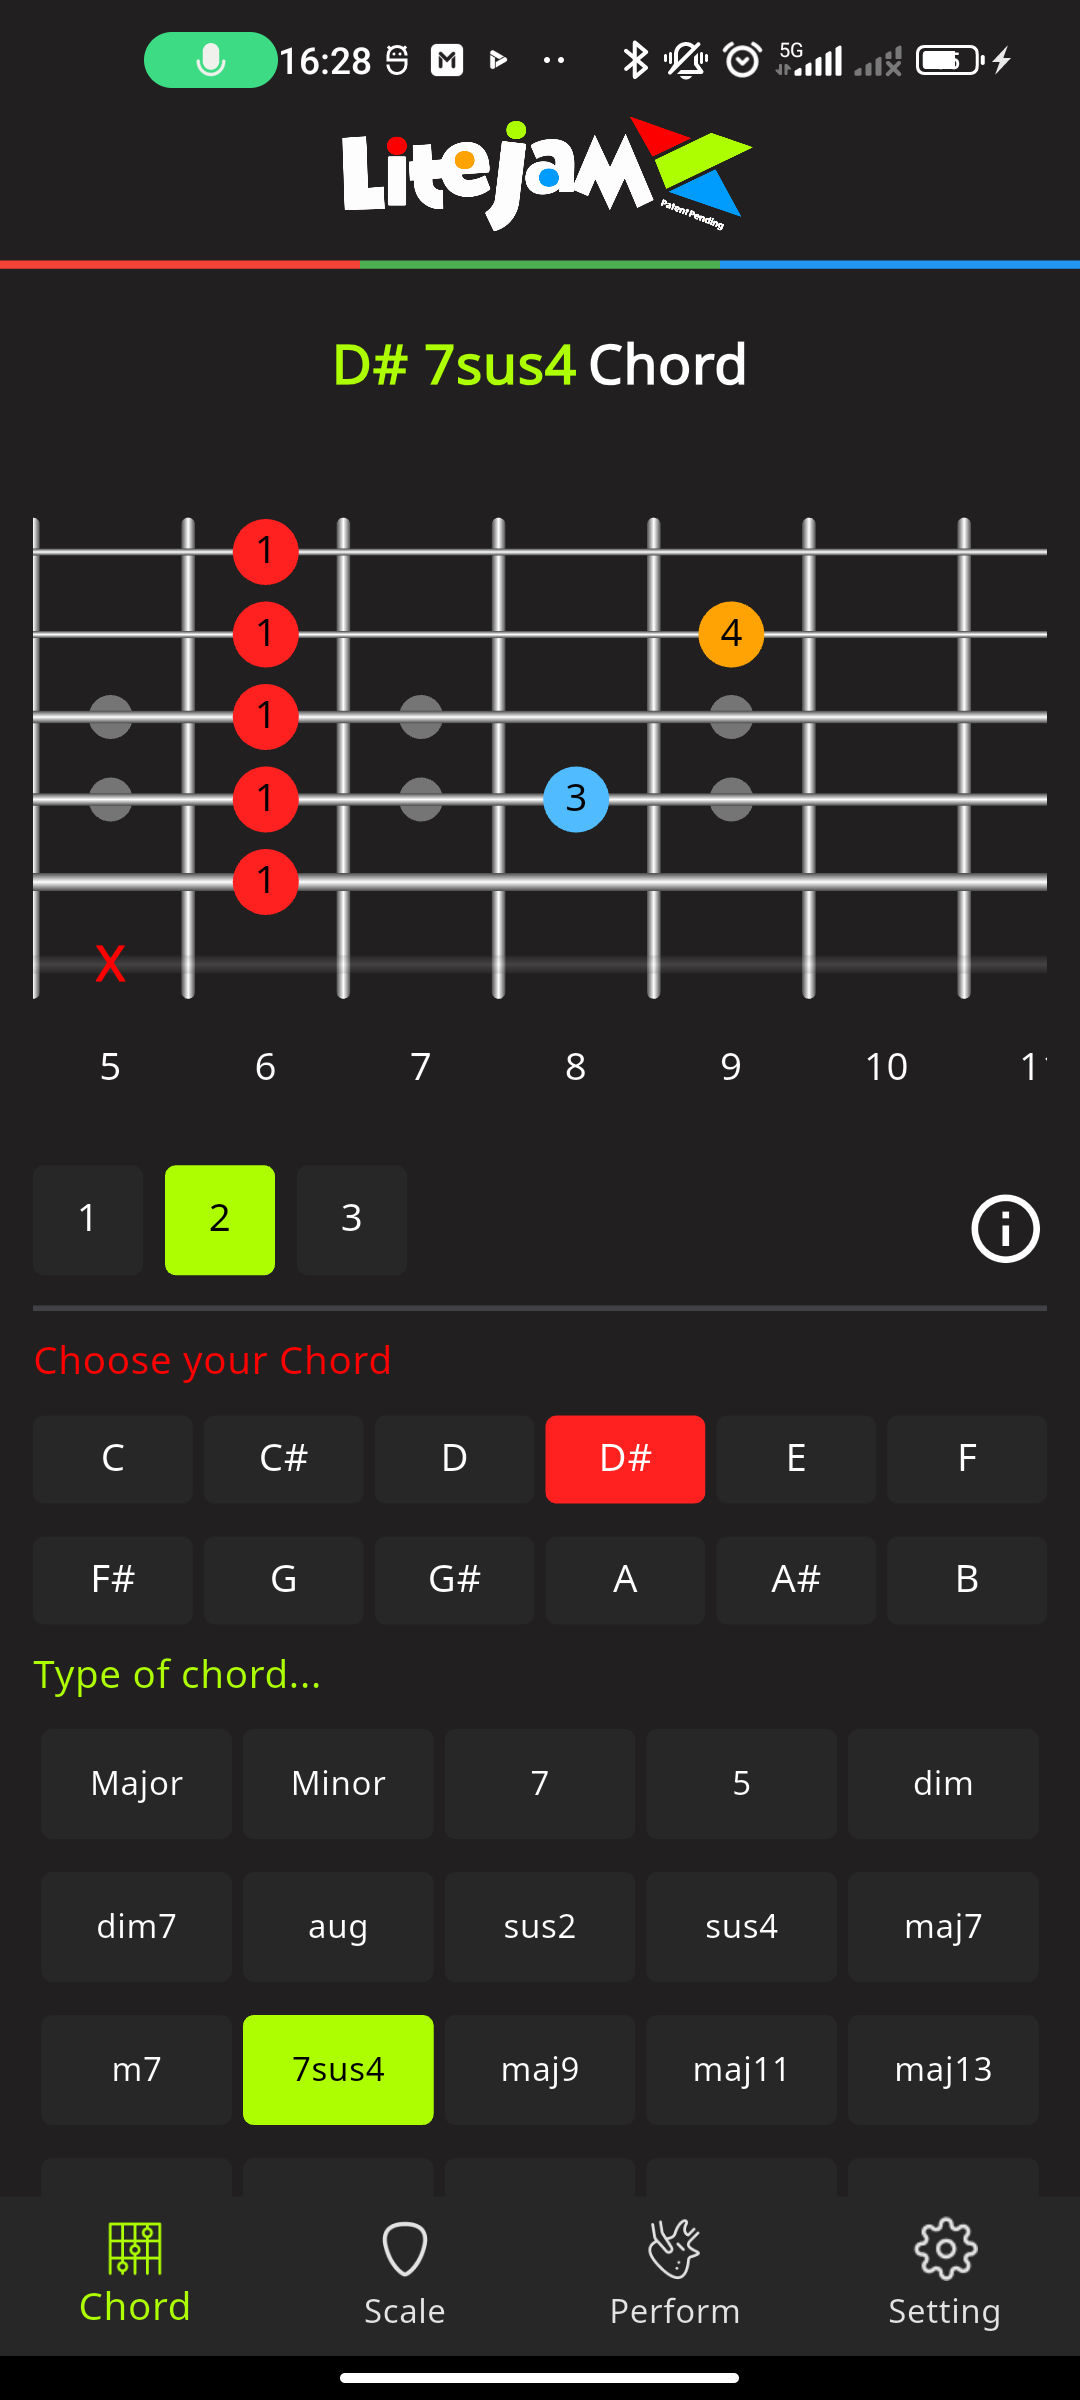 16:28 5G
Litejam
Patent Pending
D# 7sus4 Chord
1
1 4
1
1 3
1
X
5 6 7 8 9 10
1 2 3
Choose your Chord
C C# D D# E F
F# G G# A A# B
Type of chord...
Major Minor 7 5 dim
dim7 aug sus2 sus4 maj7
m7 7sus4 maj9 maj11 maj13
Chord Scale Perform Setting